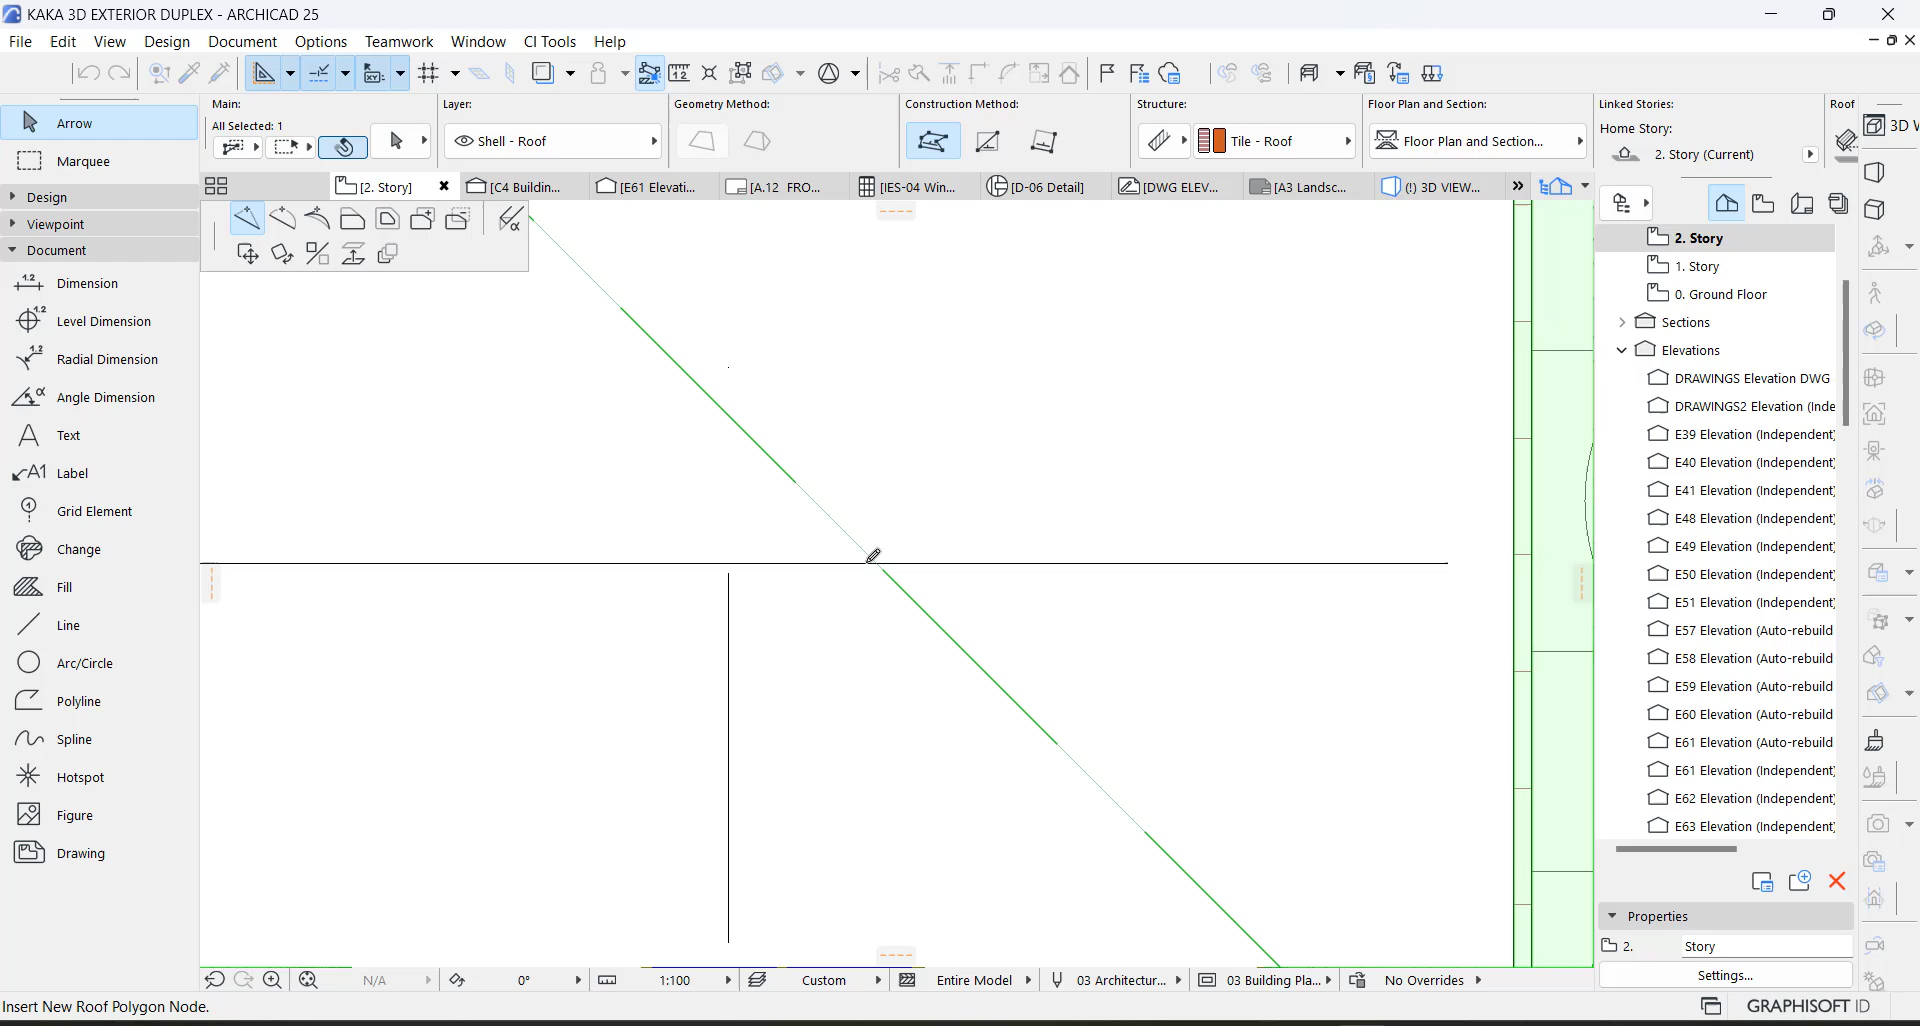 KAKA 3D EXTERIOR DUPLEX - ARCHICAD 25
File Edit View Design Document Options Teamwork Window CI Tools Help
Main:
All Selected: 1
Layer:
Shell - Roof
Geometry Method:
Construction Method:
Structure:
Tile - Roof
Floor Plan and Section:
Floor Plan and Section...
Linked Stories:
Home Story:
2. Story (Current)
Roof
3D
Arrow
Marquee
Design
Viewpoint
Document
Dimension
Level Dimension
Radial Dimension
Angle Dimension
Text
Label
Grid Element
Change
Fill
Line
Arc/Circle
Polyline
Spline
Hotspot
Figure
Drawing
[2. Story]
[C4 Buildin...
[E61 Elevati...
[A.12 FRO...
[IES-04 Win...
[D-06 Detail]
[DWG ELEV...
[A3 Landsc...
(!) 3D VIEW...
2. Story
1. Story
0. Ground Floor
Sections
Elevations
DRAWINGS Elevation DWG
DRAWINGS2 Elevation (Inde
E39 Elevation (Independent)
E40 Elevation (Independent)
E41 Elevation (Independent)
E48 Elevation (Independent)
E49 Elevation (Independent)
E50 Elevation (Independent)
E51 Elevation (Independent)
E57 Elevation (Auto-rebuild
E58 Elevation (Auto-rebuild
E59 Elevation (Auto-rebuild
E60 Elevation (Auto-rebuild
E61 Elevation (Auto-rebuild
E61 Elevation (Independent)
E62 Elevation (Independent)
E63 Elevation (Independent)
Properties
2. Story
Settings...
N/A
0°
1:100
Custom
Entire Model
03 Architectur...
03 Building Pla...
No Overrides
Insert New Roof Polygon Node.
GRAPHISOFT ID